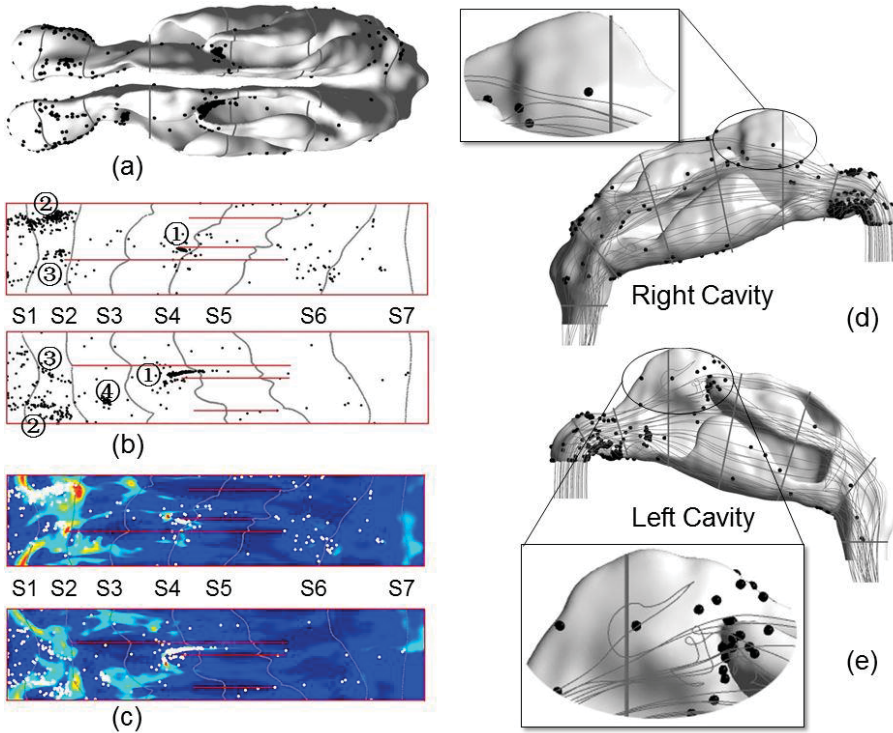 (a)
②
①
③
S1 S2 S3 S4 S5 S6 S7
③
①
④
②
(b)
S1 S2 S3 S4 S5 S6 S7
(c)
Right Cavity
(d)
Left Cavity
(e)